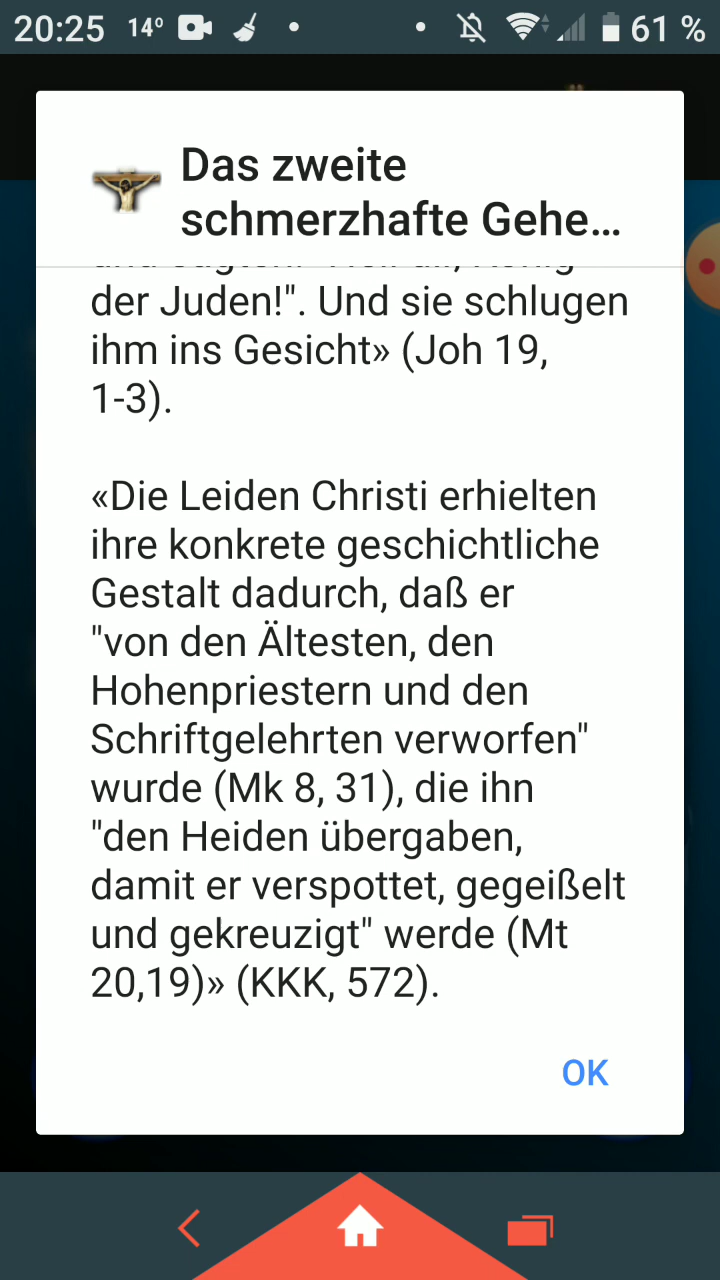 20:25 14° 61 %
Das zweite
schmerzhafte Gehe...
der Juden!". Und sie schlugen
ihm ins Gesicht» (Joh 19,
1-3).
«Die Leiden Christi erhielten
ihre konkrete geschichtliche
Gestalt dadurch, daß er
"von den Ältesten, den
Hohenpriestern und den
Schriftgelehrten verworfen"
wurde (Mk 8, 31), die ihn
"den Heiden übergaben,
damit er verspottet, gegeißelt
und gekreuzigt" werde (Mt
20,19)» (KKK, 572).
OK